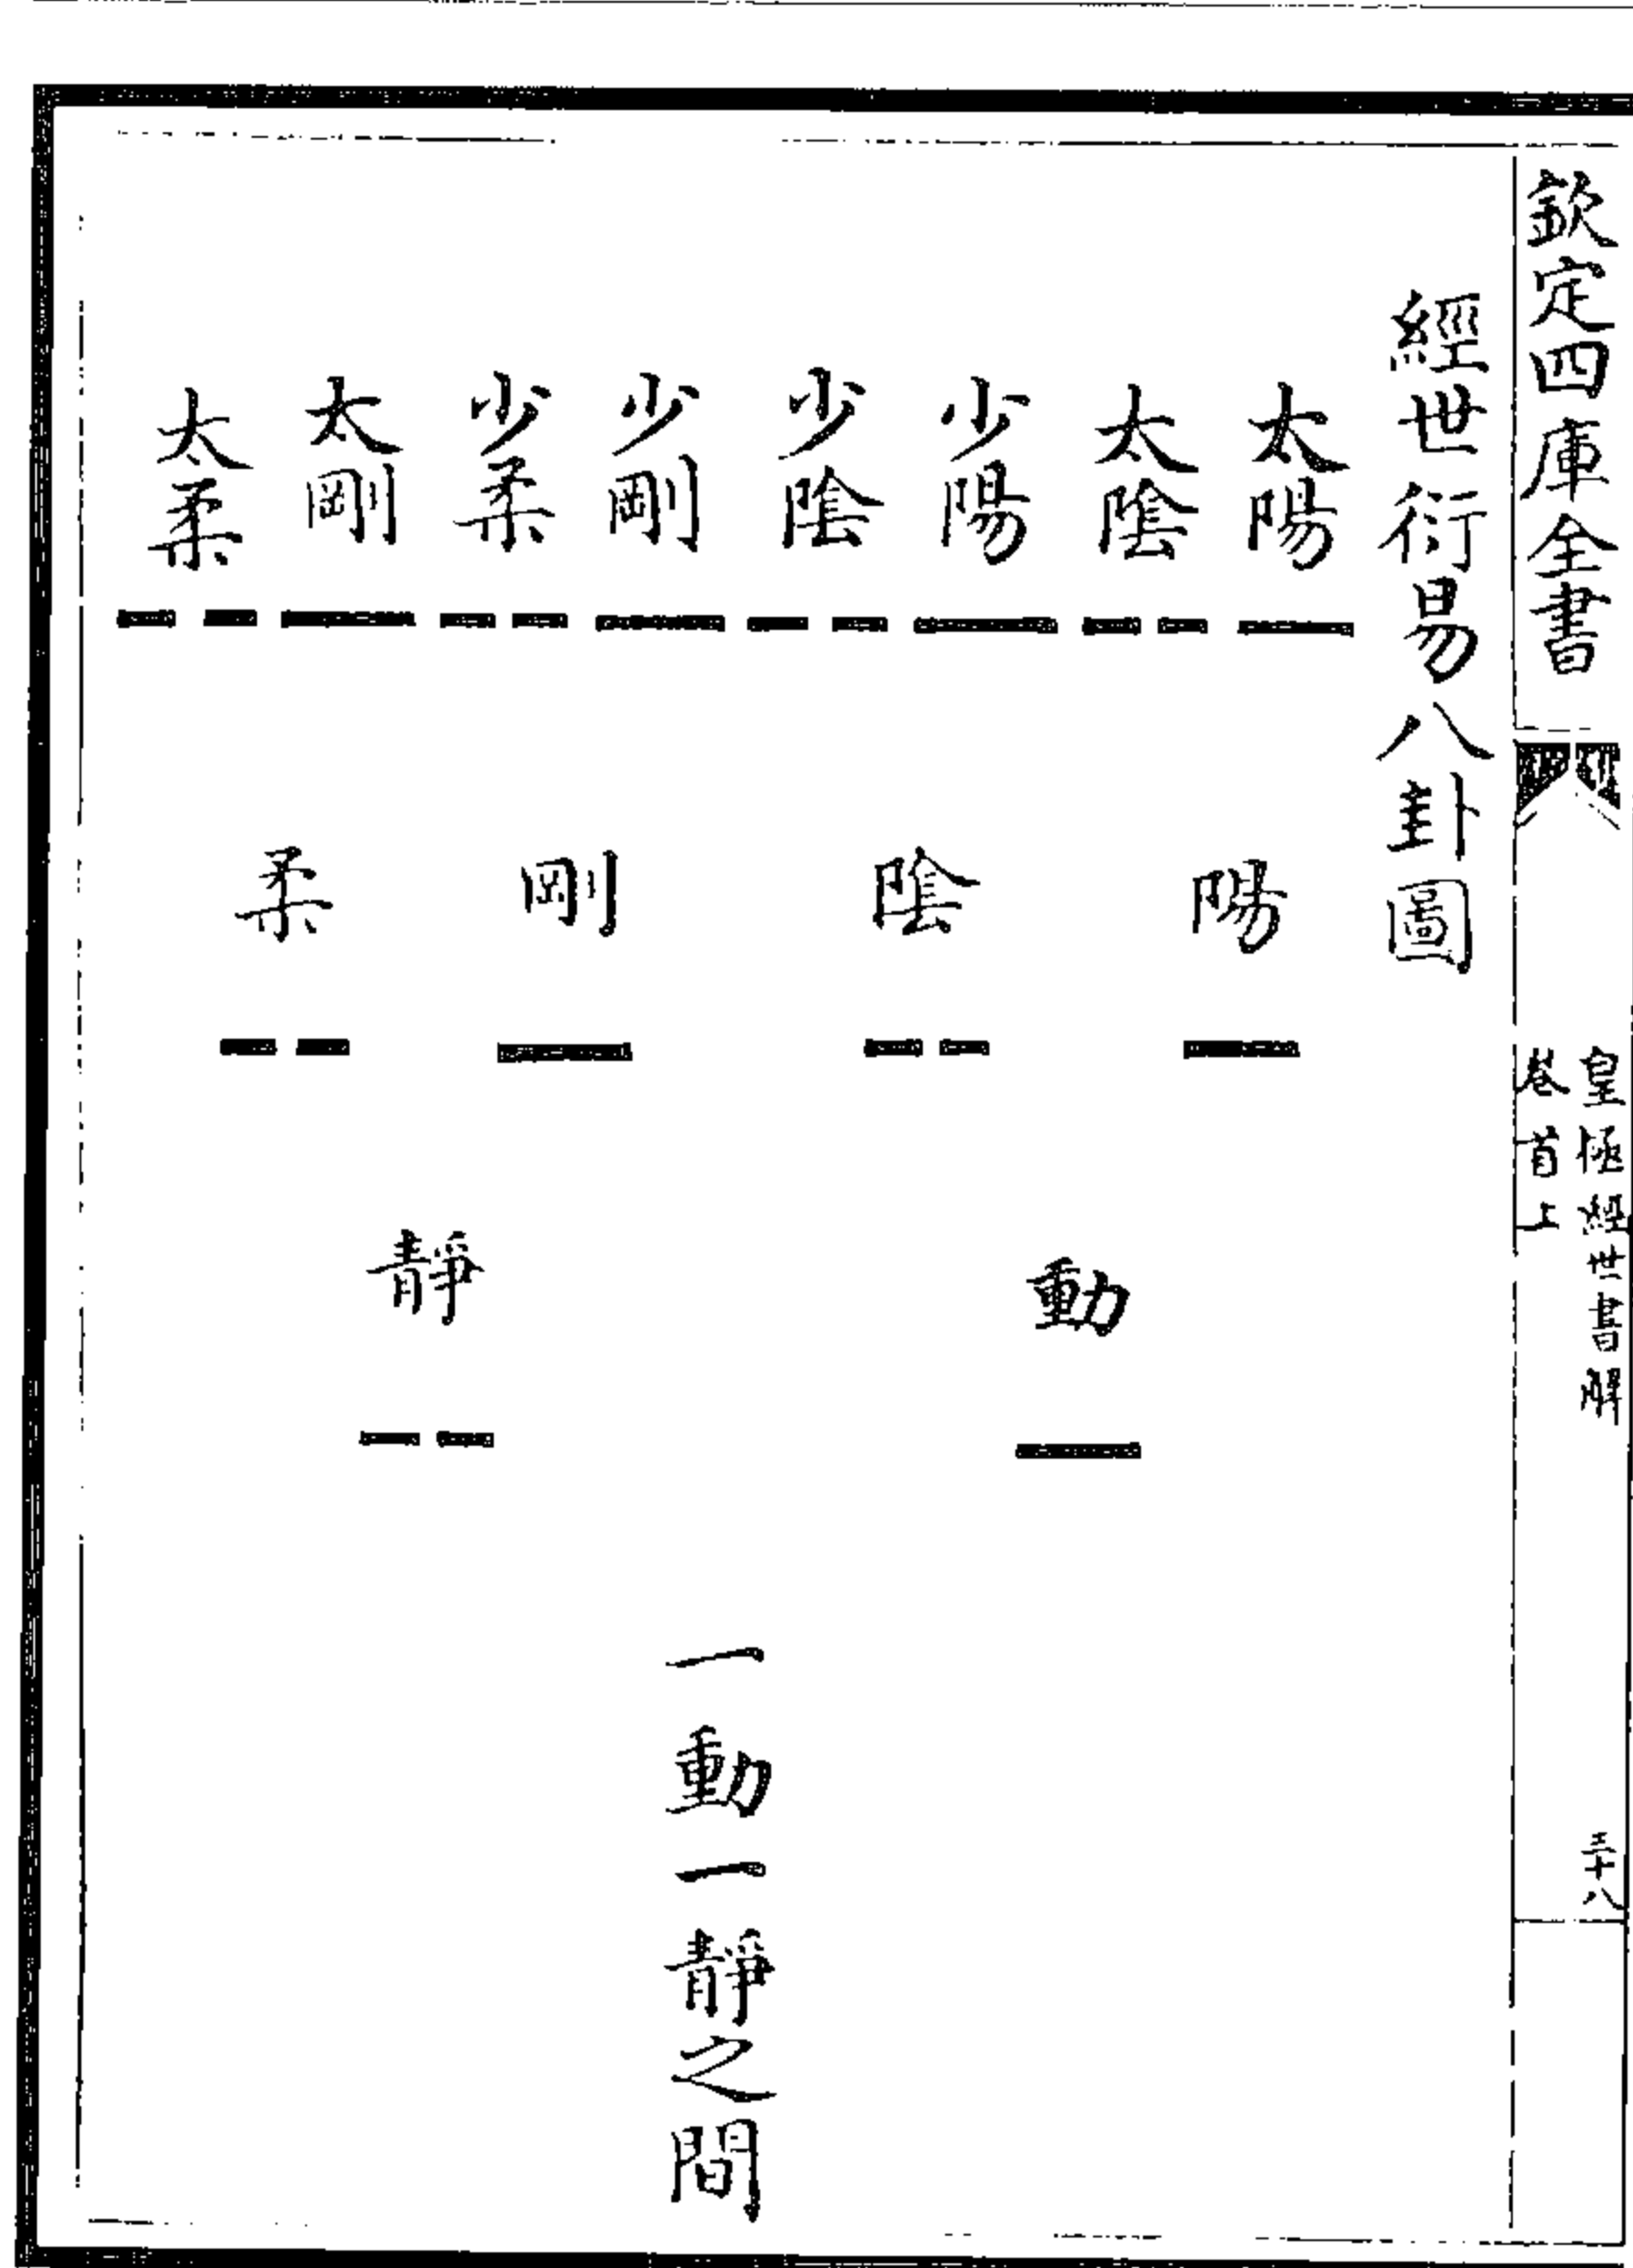 欽定四庫全書
皇極經世書解
卷首上
三十八
經世衍易八卦圖
太陽
太陰
少陽
少陰
少剛
少柔
太剛
太柔
陽
陰
剛
柔
動
靜
一動一靜之間